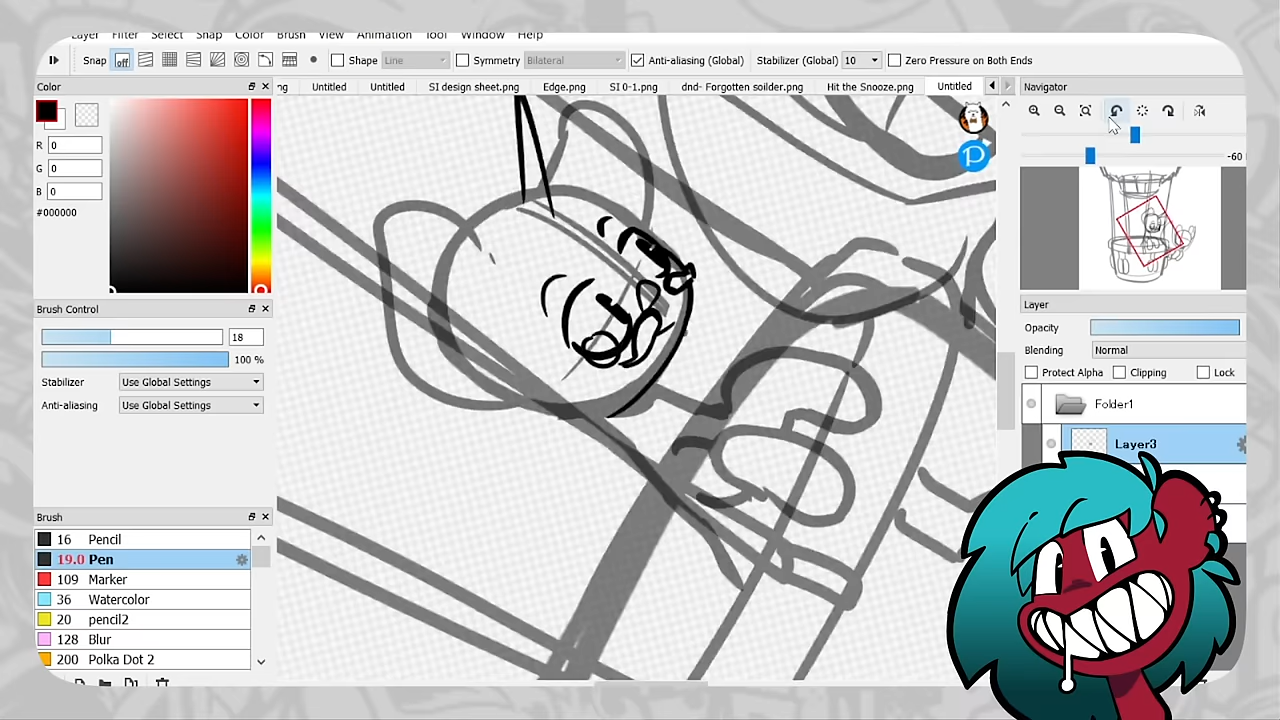 Layer Filter Select Snap Color Brush View Animation Tool Window Help
Snap off Shape Line Symmetry Bilateral Anti-aliasing (Global) Stabilizer (Global) 10 Zero Pressure on Both Ends
Color
ng Untitled Untitled SI design sheet.png Edge.png SI 0-1.png dnd- Forgotten soilder.png Hit the Snooze.png Untitled
Navigator
R 0
G 0
B 0
#000000
-60
Brush Control
18
100 %
Stabilizer Use Global Settings
Anti-aliasing Use Global Settings
Layer
Opacity
Blending Normal
Protect Alpha Clipping Lock
Folder1
Layer3
Brush
16 Pencil
19.0 Pen
109 Marker
36 Watercolor
20 pencil2
128 Blur
200 Polka Dot 2